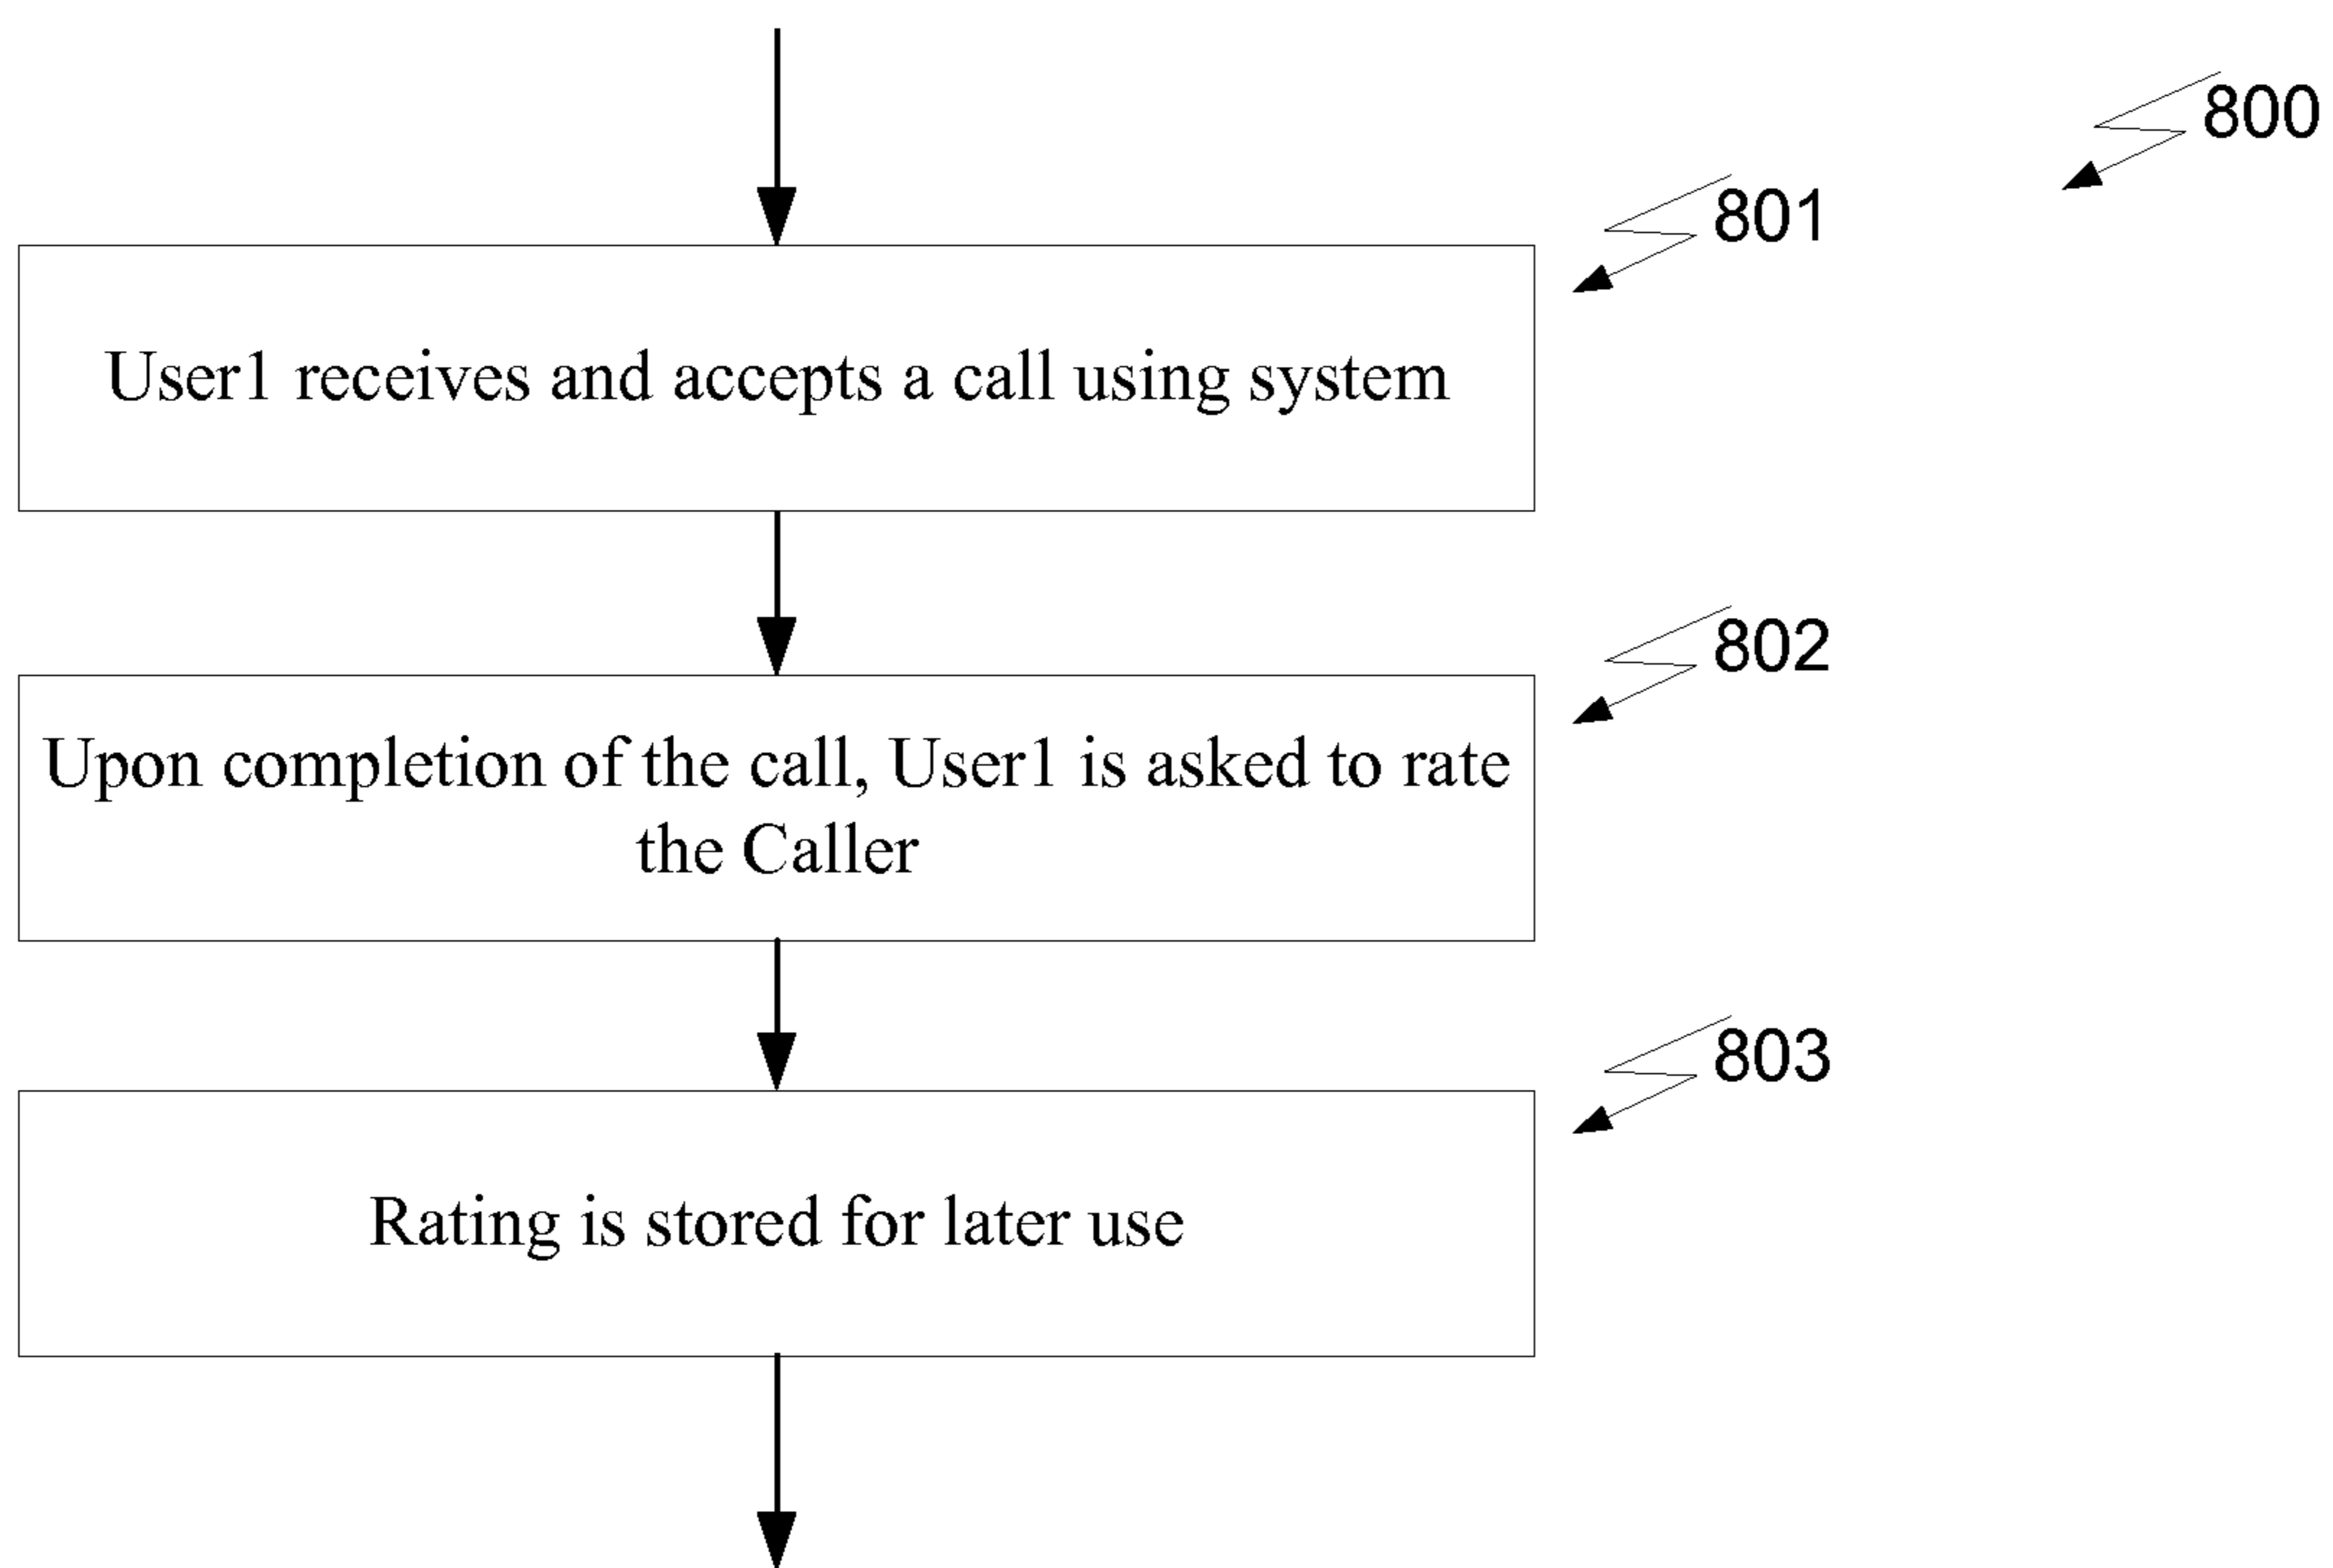 800
801
User1 receives and accepts a call using system
802
Upon completion of the call, User1 is asked to rate
the Caller
803
Rating is stored for later use